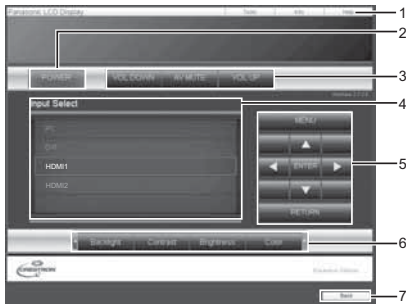 Panasonic LCD Display Tools Info Help 1
2
POWER VOL DOWN AV MUTE VOL UP 3
Input Select 4
MENU
PC
DVI
HDMI1 ENTER 5
HDMI2
RETURN
Backlight Contrast Brightness Color 6
CRESTRON
Back 7